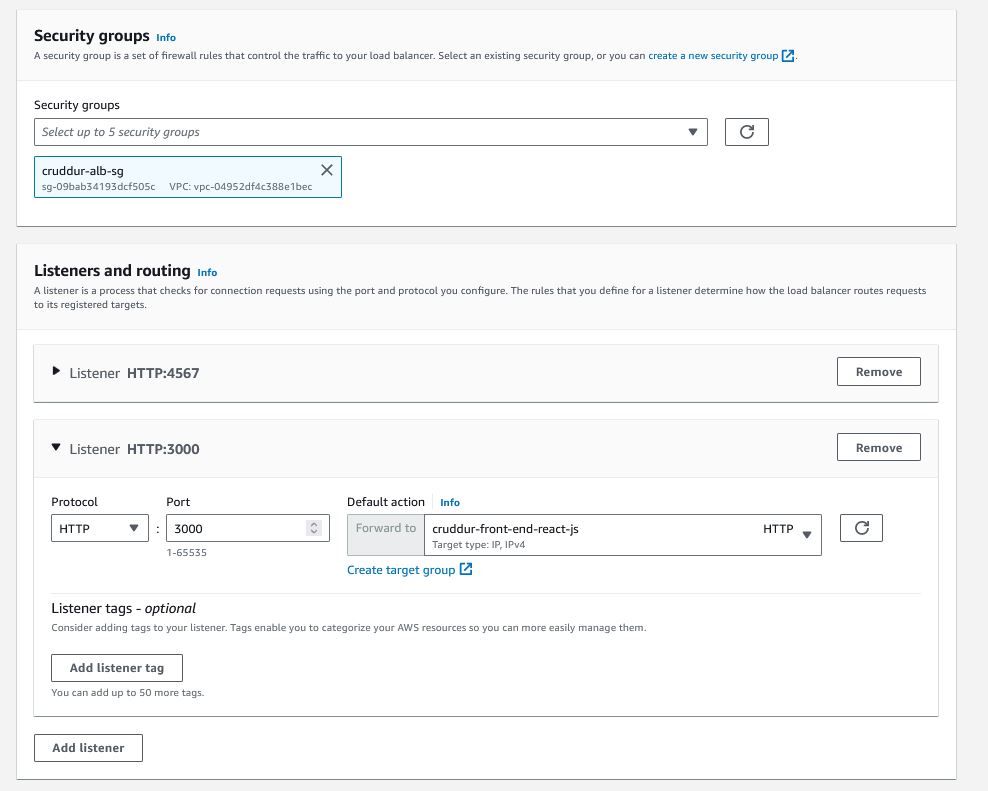 Security groups Info
A security group is a set of firewall rules that control the traffic to your load balancer. Select an existing security group, or you can create a new security group.
Security groups
Select up to 5 security groups
cruddur-alb-sg
sg-09bab34193dcf505c VPC: vpc-04952df4c388e1bec
Listeners and routing Info
A listener is a process that checks for connection requests using the port and protocol you configure. The rules that you define for a listener determine how the load balancer routes requests
to its registered targets.
Listener HTTP:4567
Remove
Listener HTTP:3000
Remove
Protocol Port Default action Info
HTTP : 3000 Forward to cruddur-front-end-react-js HTTP
Target type: IP, IPv4
1-65535
Create target group
Listener tags - optional
Consider adding tags to your listener. Tags enable you to categorize your AWS resources so you can more easily manage them.
Add listener tag
You can add up to 50 more tags.
Add listener